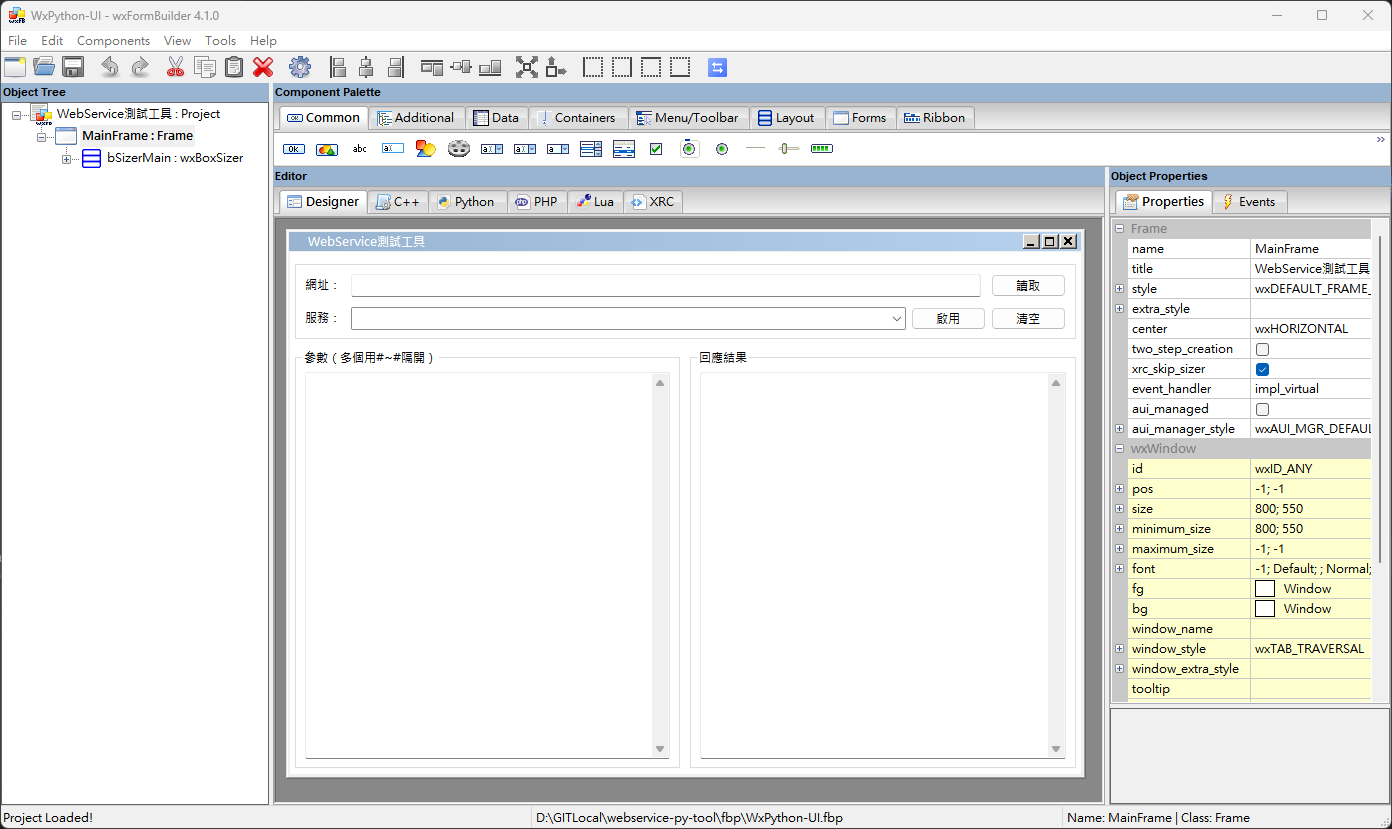 WxPython-UI - wxFormBuilder 4.1.0
File Edit Components View Tools Help
Object Tree
WebService測試工具 : Project
MainFrame : Frame
bSizerMain : wxBoxSizer
Component Palette
Common Additional Data Containers Menu/Toolbar Layout Forms Ribbon
Editor
Designer C++ Python PHP Lua XRC
WebService測試工具
網址：
讀取
服務：
啟用 清空
參數（多個用#~#隔開）
回應結果
Object Properties
Properties Events
Frame
name MainFrame
title WebService測試工具
style wxDEFAULT_FRAME_
extra_style
center wxHORIZONTAL
two_step_creation
xrc_skip_sizer
event_handler impl_virtual
aui_managed
aui_manager_style wxAUI_MGR_DEFAUL
wxWindow
id wxID_ANY
pos -1; -1
size 800; 550
minimum_size 800; 550
maximum_size -1; -1
font -1; Default; ; Normal;
fg Window
bg Window
window_name
window_style wxTAB_TRAVERSAL
window_extra_style
tooltip
Project Loaded!
D:\GITLocal\webservice-py-tool\fbp\WxPython-UI.fbp
Name: MainFrame | Class: Frame